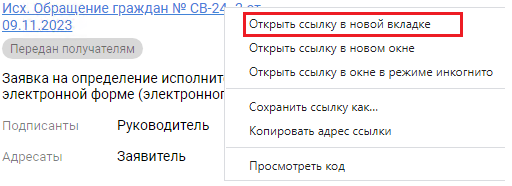 Исх. Обращение граждан № СВ-24-2 от
09.11.2023
Передан получателям
Заявка на определение
электронной форме
Подписанты Руководитель
Адресаты Заявитель
Открыть ссылку в новой вкладке
Открыть ссылку в новом окне
Открыть ссылку в окне в режиме инкогнито
Сохранить ссылку как...
Копировать адрес ссылки
Просмотреть код